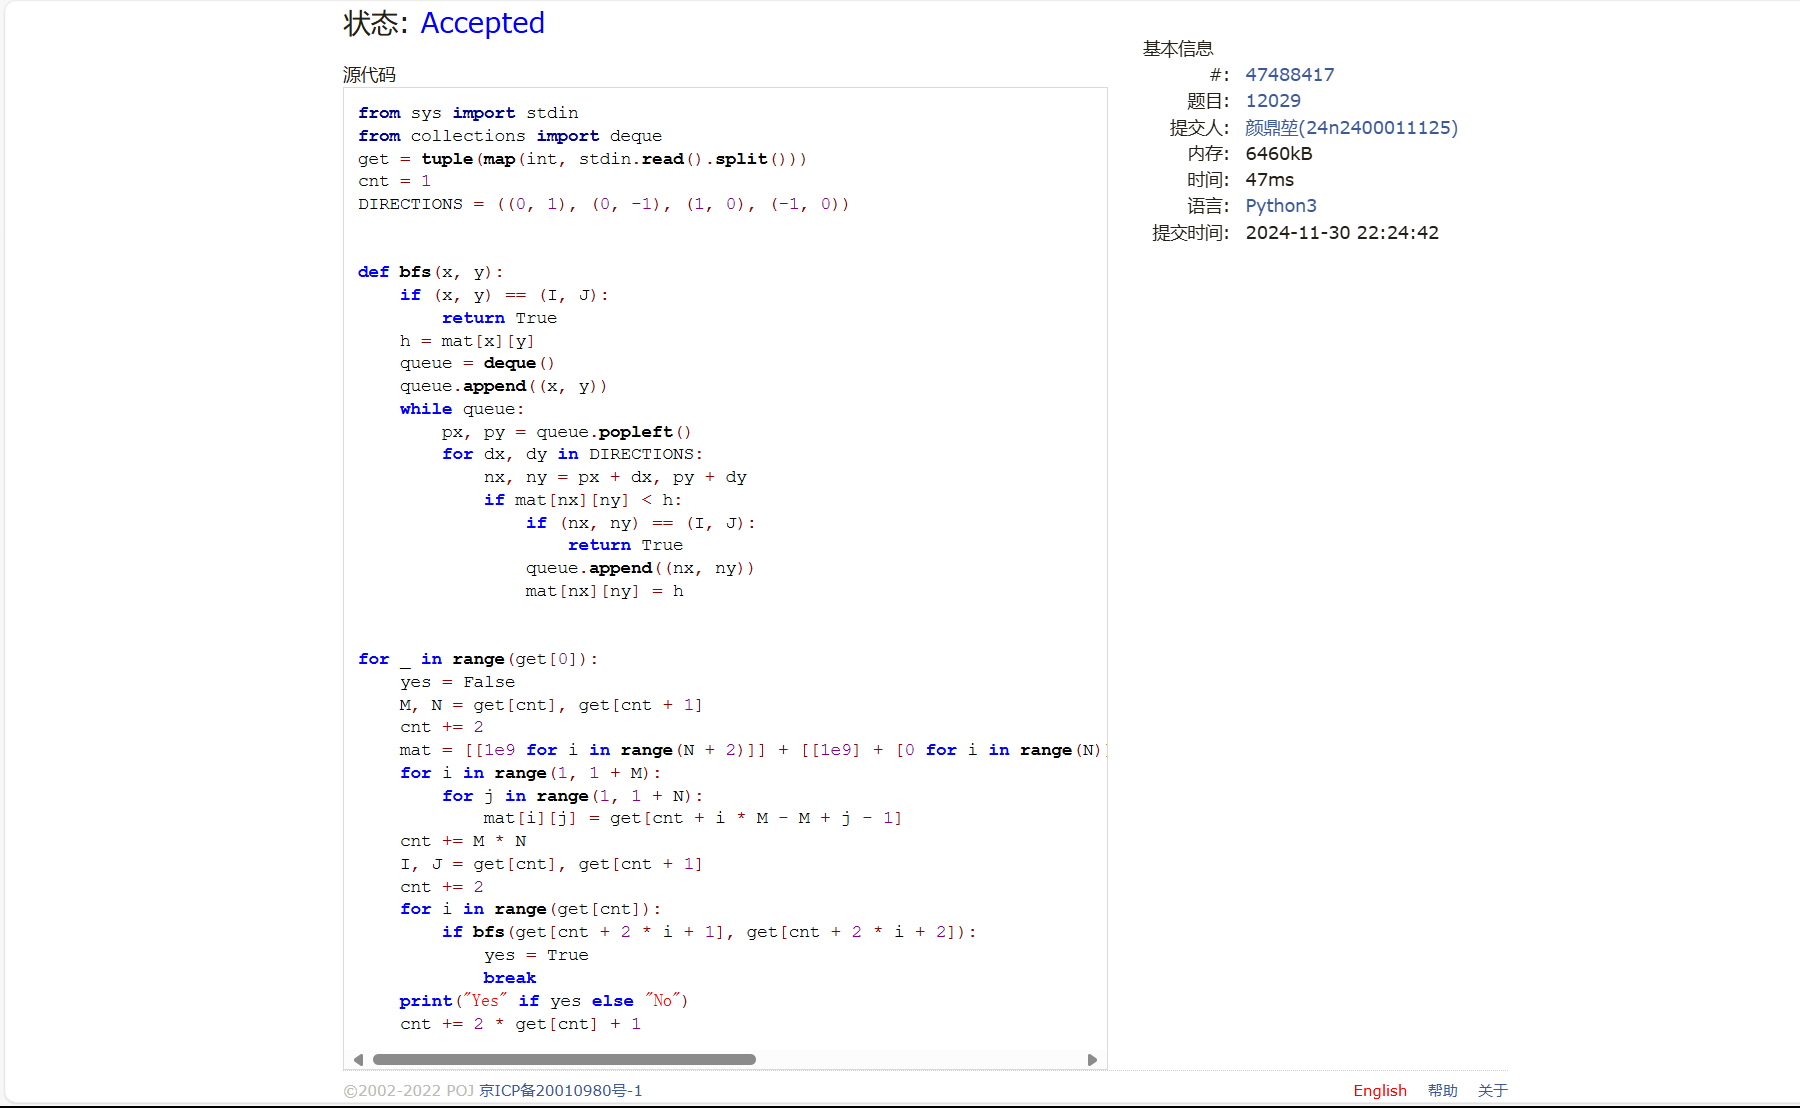 状态: Accepted
源代码
from sys import stdin
from collections import deque
get = tuple(map(int, stdin.read().split()))
cnt = 1
DIRECTIONS = ((0, 1), (0, -1), (1, 0), (-1, 0))
def bfs(x, y):
    if (x, y) == (I, J):
        return True
    h = mat[x][y]
    queue = deque()
    queue.append((x, y))
    while queue:
        px, py = queue.popleft()
        for dx, dy in DIRECTIONS:
            nx, ny = px + dx, py + dy
            if mat[nx][ny] < h:
                if (nx, ny) == (I, J):
                    return True
                queue.append((nx, ny))
                mat[nx][ny] = h
for _ in range(get[0]):
    yes = False
    M, N = get[cnt], get[cnt + 1]
    cnt += 2
    mat = [[1e9 for i in range(N + 2)]] + [[1e9] + [0 for i in range(N)]
    for i in range(1, 1 + M):
        for j in range(1, 1 + N):
            mat[i][j] = get[cnt + i * M - M + j - 1]
    cnt += M * N
    I, J = get[cnt], get[cnt + 1]
    cnt += 2
    for i in range(get[cnt]):
        if bfs(get[cnt + 2 * i + 1], get[cnt + 2 * i + 2]):
            yes = True
            break
    print("Yes" if yes else "No")
    cnt += 2 * get[cnt] + 1
基本信息
#: 47488417
题目: 12029
提交人: 颜鼎堃(24n2400011125)
内存: 6460kB
时间: 47ms
语言: Python3
提交时间: 2024-11-30 22:24:42
©2002-2022 POJ 京ICP备20010980号-1
English 帮助 关于